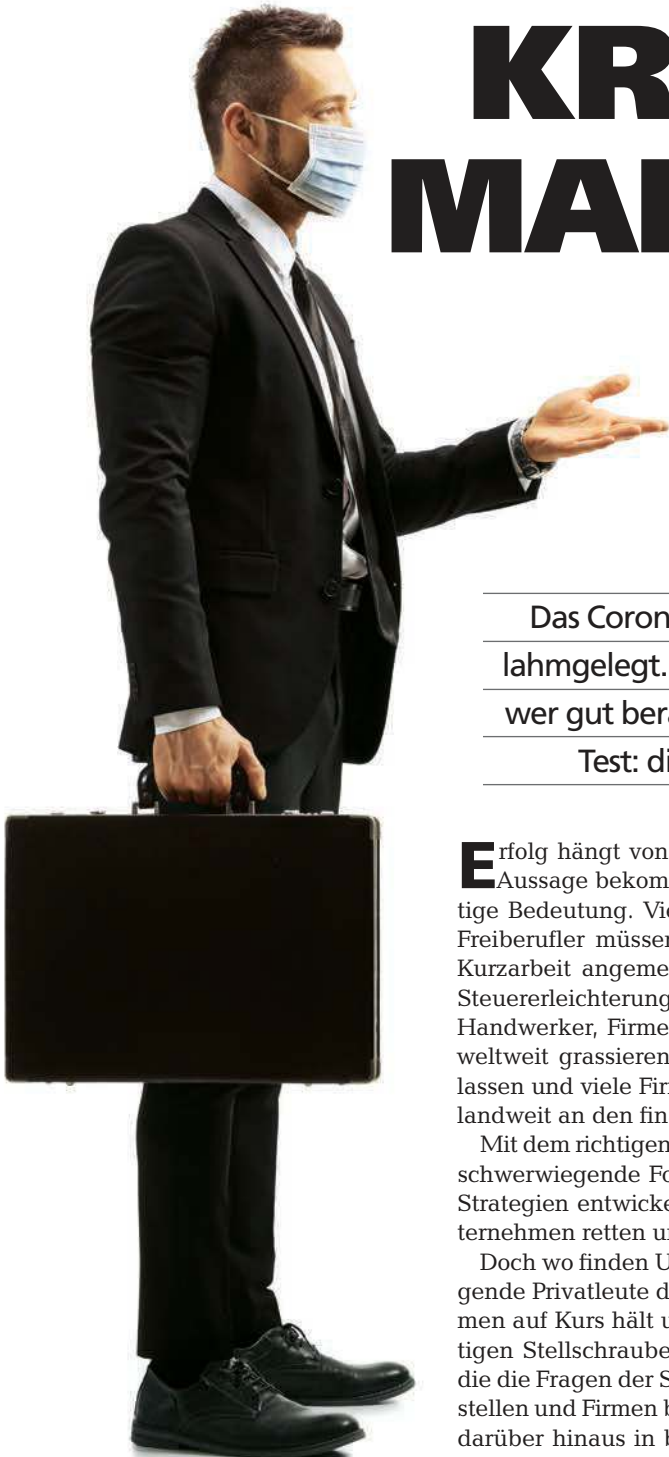 KR
MA
Das Coron
lahmgelegt.
wer gut ber
Test: di
Erfolg hängt von
Aussage bekom
tige Bedeutung. Vi
Freiberufler müsse
Kurzarbeit angeme
Steuererleichterung
Handwerker, Firme
weltweit grassieren
lassen und viele Fi
landweit an den fin
Mit dem richtigen
schwerwiegende Fo
Strategien entwicke
ternehmen retten u
Doch wo finden U
gende Privatleute d
men auf Kurs hält u
tigen Stellschraube
die die Fragen der S
stellen und Firmen b
darüber hinaus in b